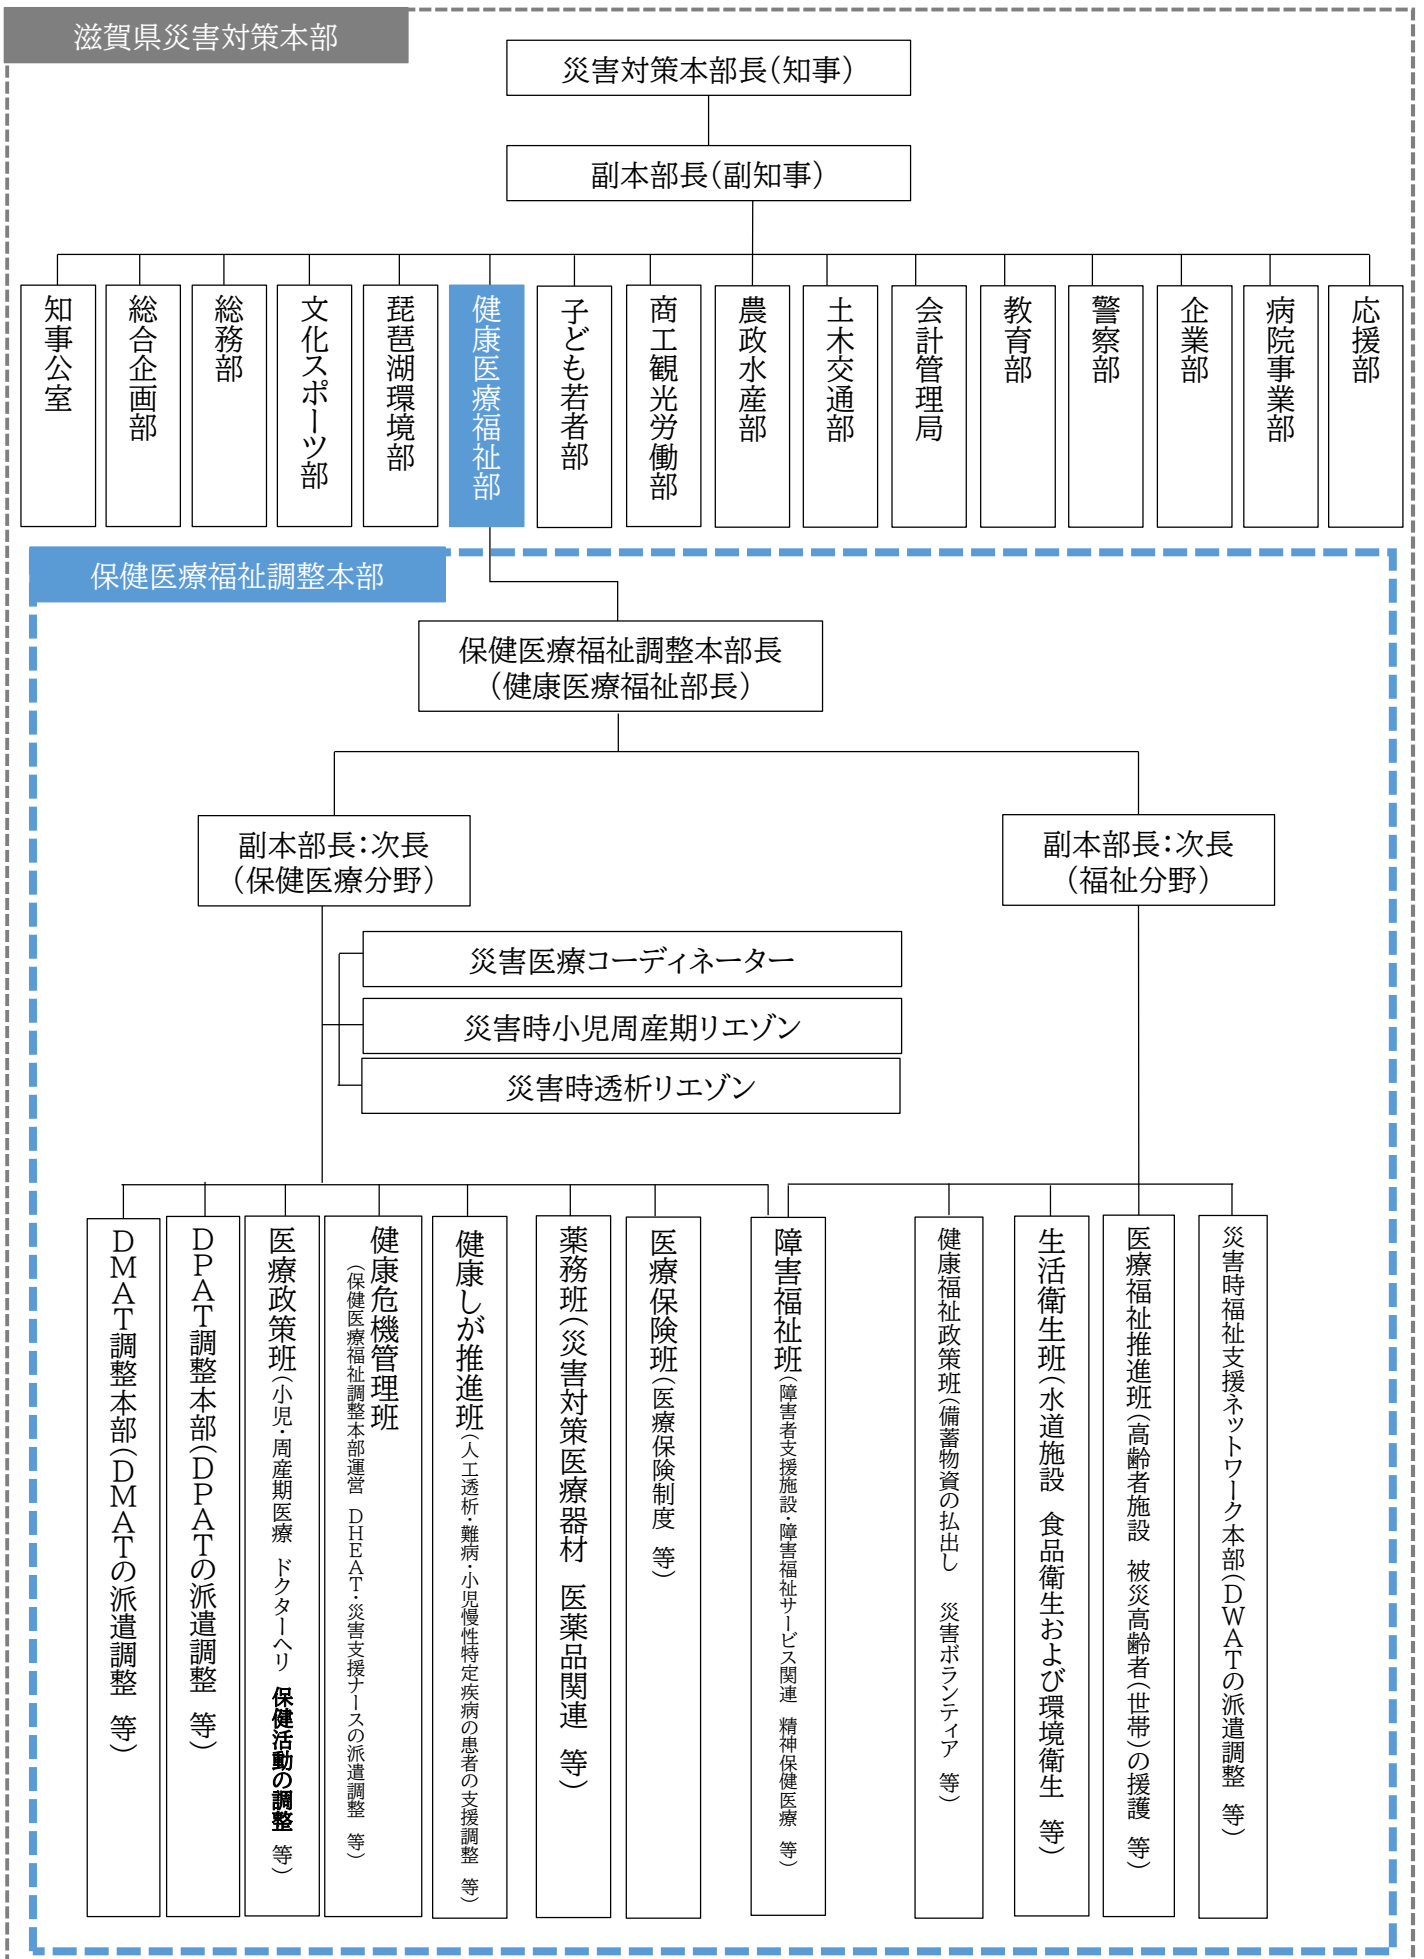 滋賀県災害対策本部
災害対策本部長(知事)
副本部長(副知事)
知事公室
総合企画部
総務部
文化スポーツ部
琵琶湖環境部
健康医療福祉部
子ども若者部
商工観光労働部
農政水産部
土木交通部
会計管理局
教育部
警察部
企業部
病院事業部
応援部
保健医療福祉調整本部
保健医療福祉調整本部長
(健康医療福祉部長)
副本部長:次長
(保健医療分野)
副本部長:次長
(福祉分野)
災害医療コーディネーター
災害時小児周産期リエゾン
災害時透析リエゾン
DMAT調整本部(DMATの派遣調整 等)
DPAT調整本部(DPATの派遣調整 等)
医療政策班(小児・周産期医療 ドクターヘリ 保健活動の調整 等)
健康危機管理班
(保健医療福祉調整本部運営 DHEAT・災害支援ナースの派遣調整 等)
健康しが推進班(人工透析・難病・小児慢性特定疾病の患者の支援調整 等)
薬務班(災害対策医療器材 医薬品関連 等)
医療保険班(医療保険制度 等)
障害福祉班(障害者支援施設・障害福祉サービス関連 精神保健医療 等)
健康福祉政策班(備蓄物資の払出し 災害ボランティア 等)
生活衛生班(水道施設 食品衛生および環境衛生 等)
医療福祉推進班(高齢者施設 被災高齢者(世帯)の援護 等)
災害時福祉支援ネットワーク本部(DWATの派遣調整 等)